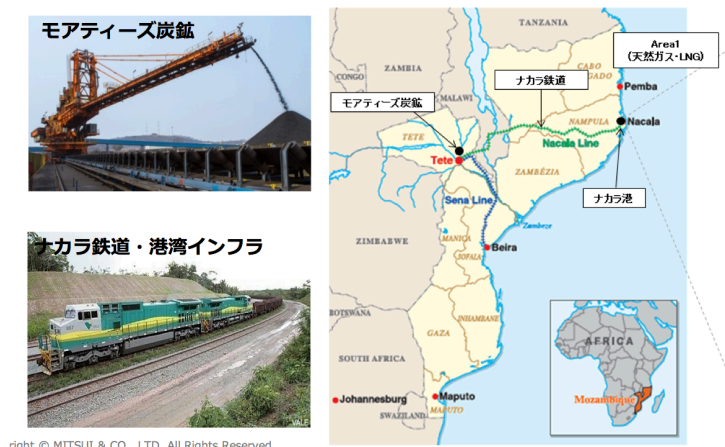 モアティーズ炭鉱
ナカラ鉄道・港湾インフラ
VALE
right © MITSUI & CO., LTD. All Rights Reserved
TANZANIA
Area1
(天然ガス・LNG)
ZAMBIA
CONGO
CABO
GADO
ナカラ鉄道
Pemba
モアティーズ炭鉱
MALAWI
NAMPULA
Nacala
TETE
Nacala Line
Tete
ZAMBÉZIA
ナカラ港
Sena Line
Zambeze
ZIMBABWE
MANICA
Beira
SOFALA
BOTSWANA
INHAMBANE
GAZA
AFRICA
SOUTH AFRICA
Mozambique
Johannesburg
Maputo
SWAZILAND
MAPUTO